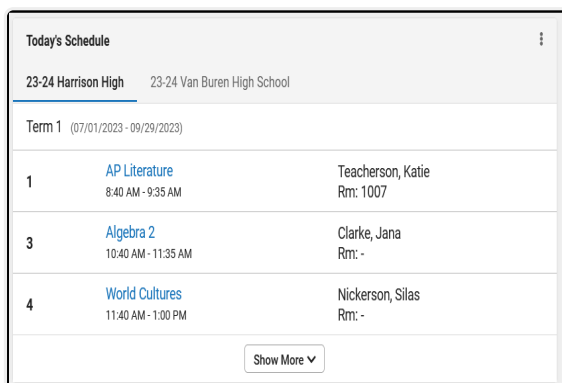 Today's Schedule
23-24 Harrison High 23-24 Van Buren High School
Term 1 (07/01/2023 - 09/29/2023)
1 AP Literature Teacherson, Katie
8:40 AM - 9:35 AM Rm: 1007
3 Algebra 2 Clarke, Jana
10:40 AM - 11:35 AM Rm: -
4 World Cultures Nickerson, Silas
11:40 AM - 1:00 PM Rm: -
Show More